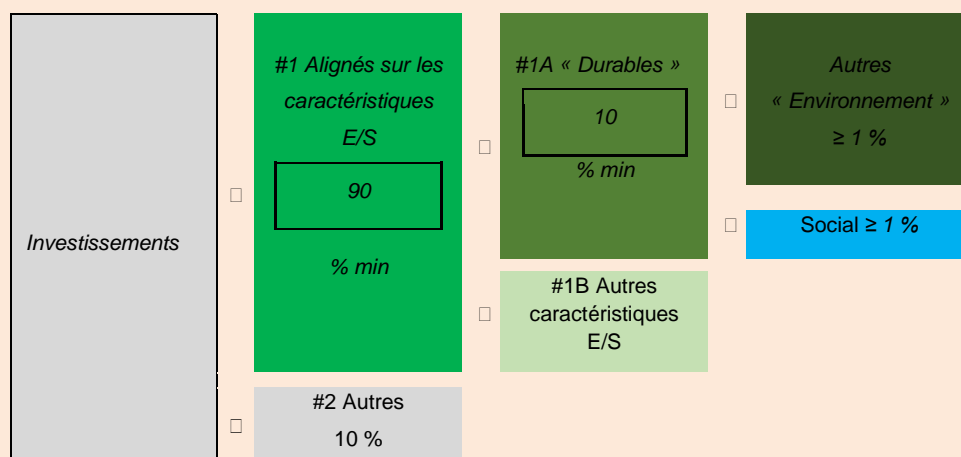 Investissements
#1 Alignés sur les
caractéristiques
E/S
90
% min
#2 Autres
10 %
#1A « Durables »
10
% min
#1B Autres
caractéristiques
E/S
Autres
« Environnement »
≥ 1 %
Social ≥ 1 %